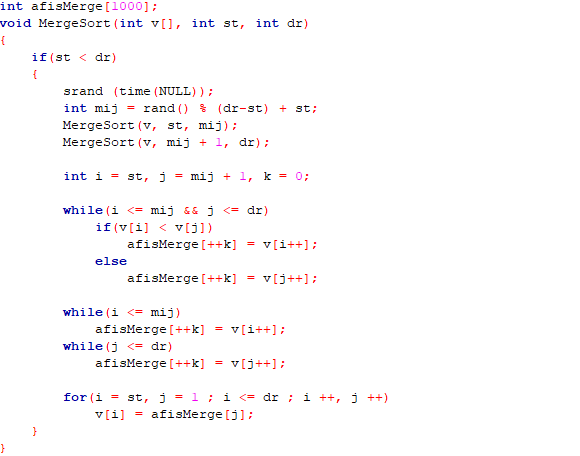 int afisMerge[1000];
void MergeSort(int v[], int st, int dr)
{
    if(st < dr)
    {
        srand (time(NULL));
        int mij = rand() % (dr-st) + st;
        MergeSort(v, st, mij);
        MergeSort(v, mij + 1, dr);

        int i = st, j = mij + 1, k = 0;

        while(i <= mij && j <= dr)
            if(v[i] < v[j])
                afisMerge[++k] = v[i++];
            else
                afisMerge[++k] = v[j++];

        while(i <= mij)
            afisMerge[++k] = v[i++];
        while(j <= dr)
            afisMerge[++k] = v[j++];

        for(i = st, j = 1 ; i <= dr ; i ++, j ++)
            v[i] = afisMerge[j];
    }
}